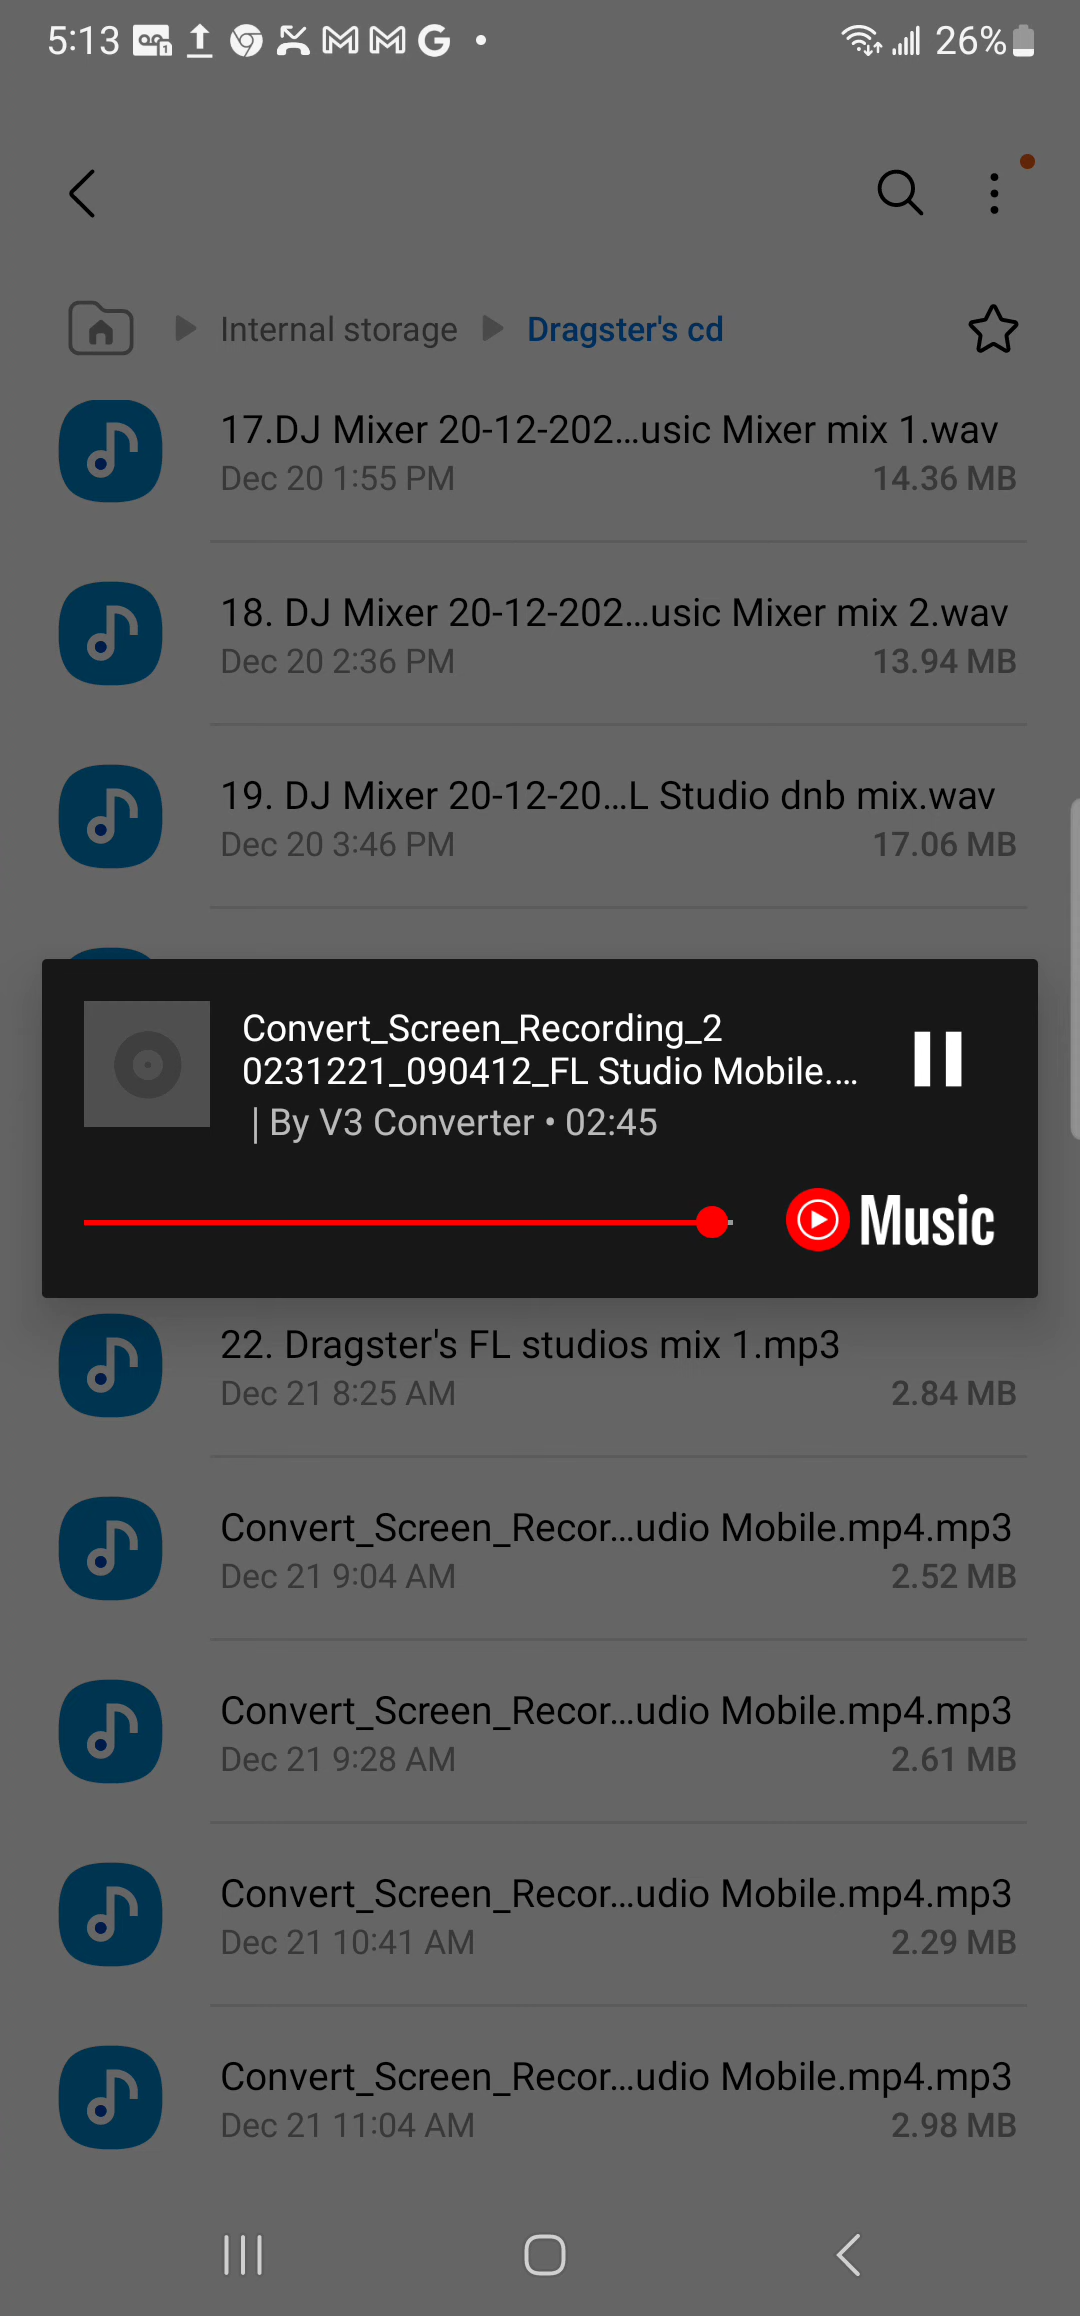 5:13
26%
Internal storage
Dragster's cd
17.DJ Mixer 20-12-202...usic Mixer mix 1.wav
Dec 20 1:55 PM
14.36 MB
18. DJ Mixer 20-12-202...usic Mixer mix 2.wav
Dec 20 2:36 PM
13.94 MB
19. DJ Mixer 20-12-20...L Studio dnb mix.wav
Dec 20 3:46 PM
17.06 MB
Convert_Screen_Recording_2
0231221_090412_FL Studio Mobile....
| By V3 Converter • 02:45
Music
22. Dragster's FL studios mix 1.mp3
Dec 21 8:25 AM
2.84 MB
Convert_Screen_Recor...udio Mobile.mp4.mp3
Dec 21 9:04 AM
2.52 MB
Convert_Screen_Recor...udio Mobile.mp4.mp3
Dec 21 9:28 AM
2.61 MB
Convert_Screen_Recor...udio Mobile.mp4.mp3
Dec 21 10:41 AM
2.29 MB
Convert_Screen_Recor...udio Mobile.mp4.mp3
Dec 21 11:04 AM
2.98 MB